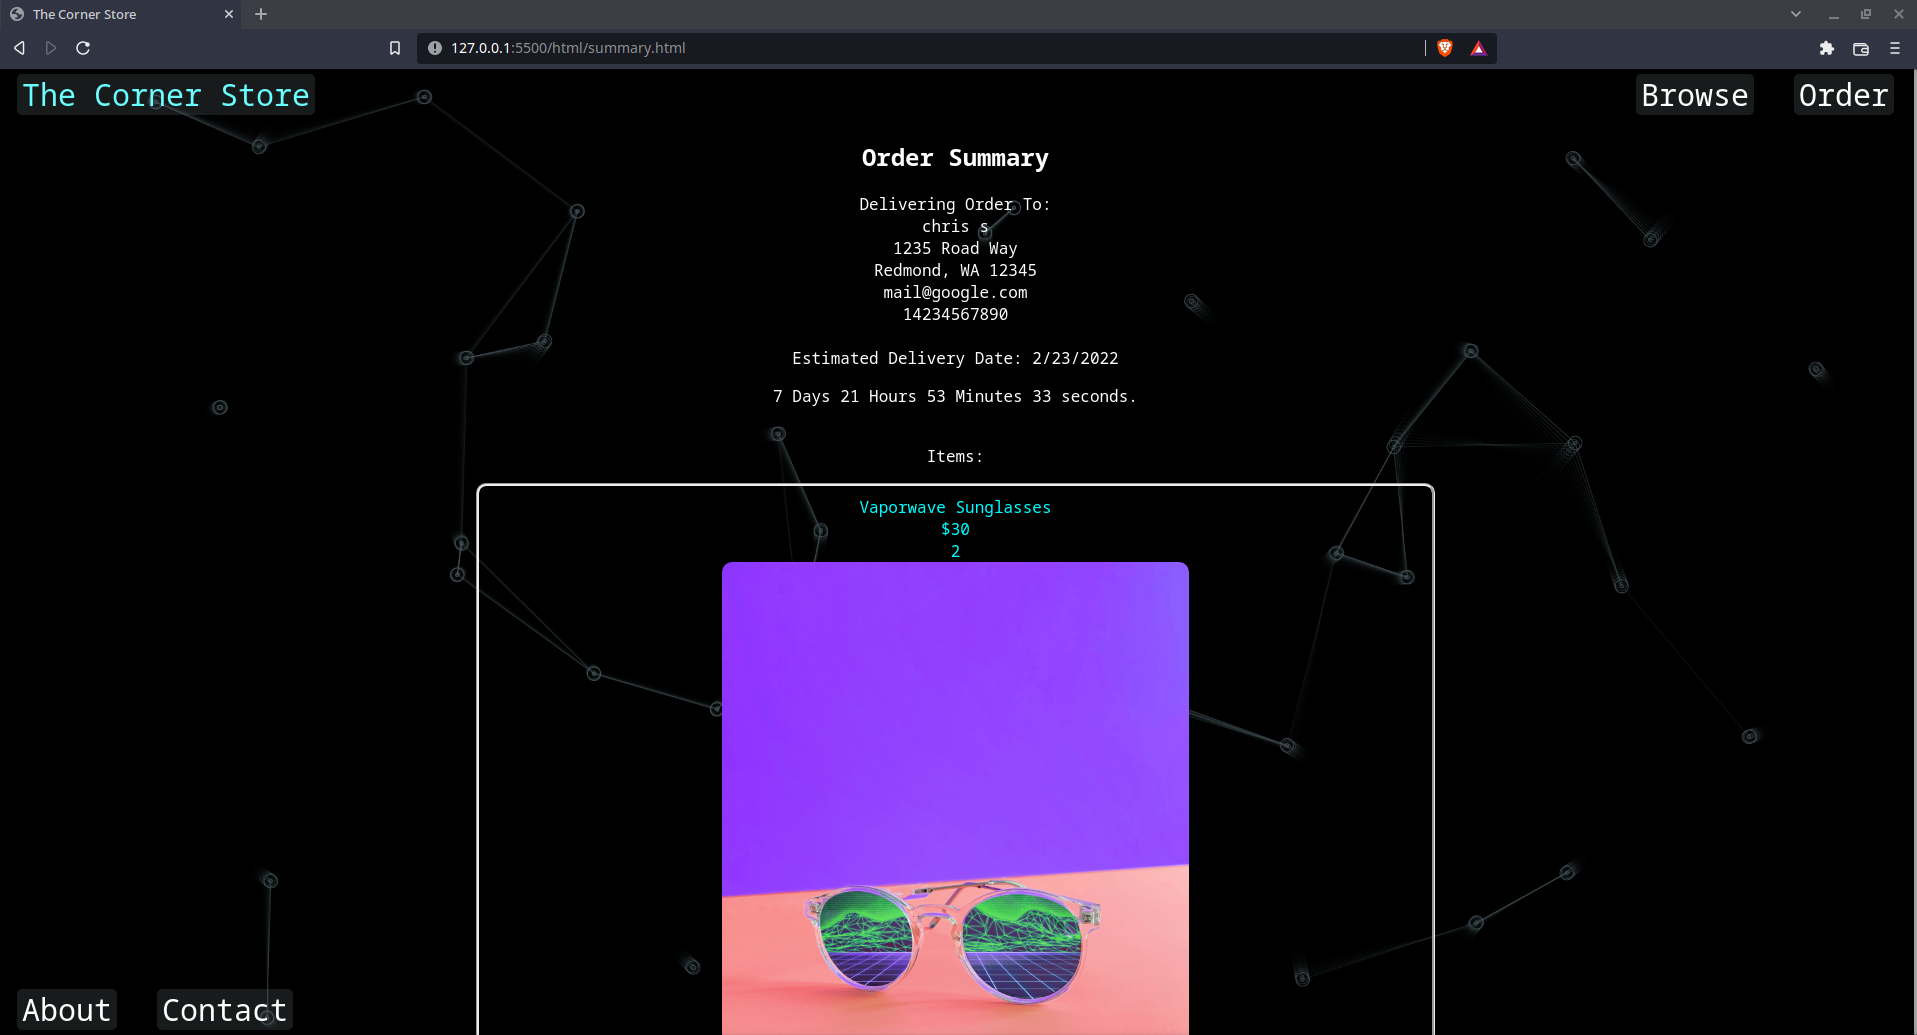 The Corner Store
127.0.0.1:5500/html/summary.html
The Corner Store
Browse
Order
Order Summary
Delivering Order To:
chris s
1235 Road Way
Redmond, WA 12345
mail@google.com
14234567890
Estimated Delivery Date: 2/23/2022
7 Days 21 Hours 53 Minutes 33 seconds.
Items:
Vaporwave Sunglasses
$30
2
About
Contact